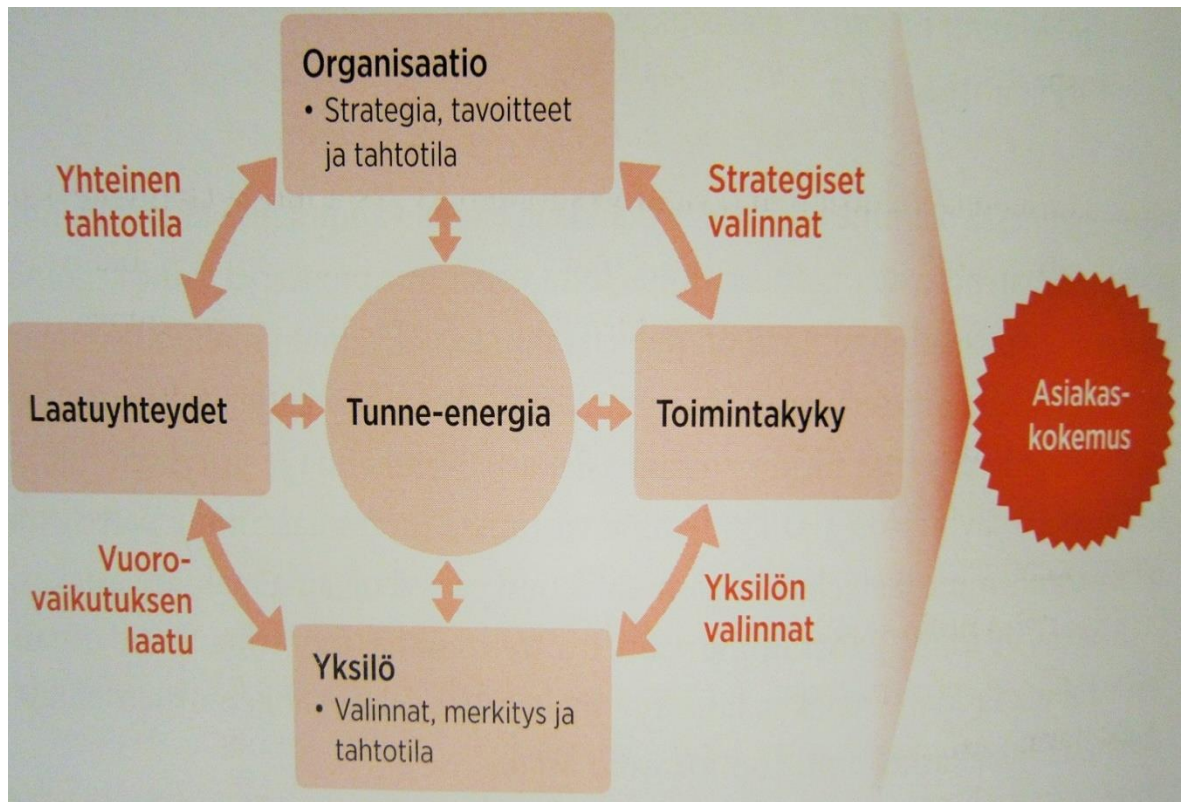 Organisaatio
• Strategia, tavoitteet
ja tahtotila
Yhteinen
tahtotila
Strategiset
valinnat
Laatuyhteydet
Tunne-energia
Toimintakyky
Asiakas-
kokemus
Vuoro-
vaikutuksen
laatu
Yksilön
valinnat
Yksilö
• Valinnat, merkitys ja
tahtotila